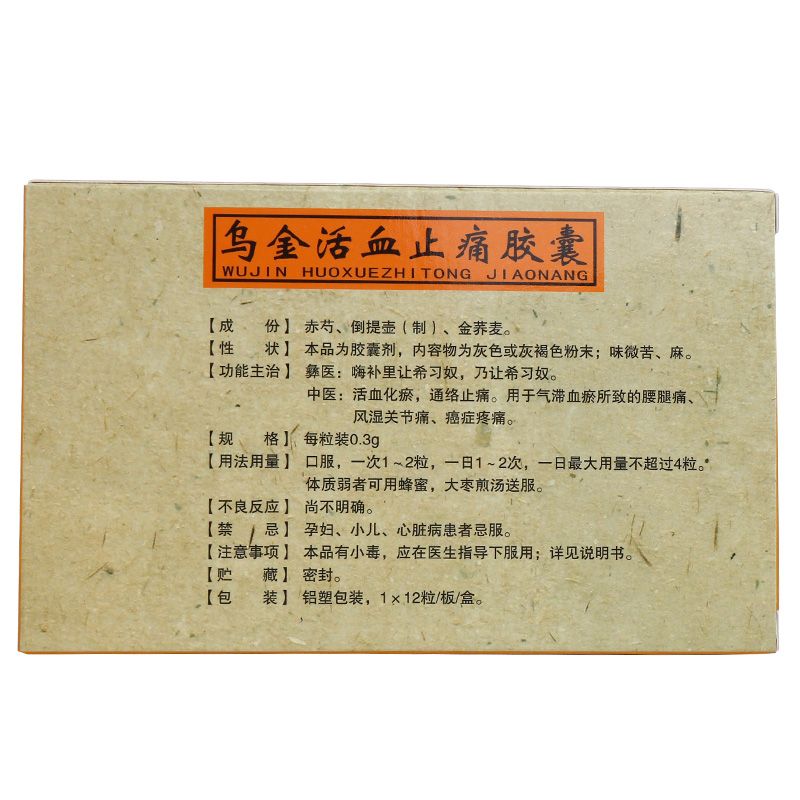 乌金活血止痛胶囊
WUJIN HUOXUEZHITONG JIAONANG
【成 份】赤芍、倒提壶（制）、金荞麦。
【性 状】本品为胶囊剂，内容物为灰色或灰褐色粉末；味微苦、麻。
【功能主治】彝医：嗨补里让希习奴，乃让希习奴。
中医：活血化瘀，通络止痛。用于气滞血瘀所致的腰腿痛、
风湿关节痛、癌症疼痛。
【规 格】每粒装0.3g
【用法用量】口服，一次1～2粒，一日1～2次，一日最大用量不超过4粒。
体质弱者可用蜂蜜，大枣煎汤送服。
【不良反应】尚不明确。
【禁 忌】孕妇、小儿、心脏病患者忌服。
【注意事项】本品有小毒，应在医生指导下服用；详见说明书。
【贮 藏】密封。
【包 装】铝塑包装，1×12粒/板/盒。